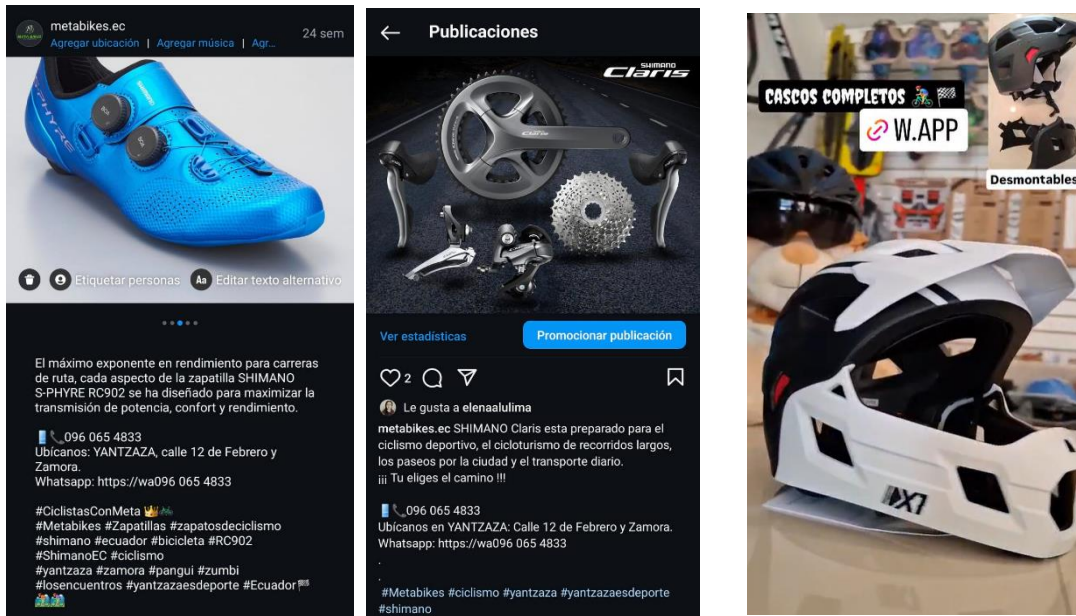 metabikes.ec
Agregar ubicación | Agregar música | Agr...
24 sem
SHIMANO
S-PHYRE
BOA
BOA
Etiquetar personas
Aa Editar texto alternativo
El máximo exponente en rendimiento para carreras
de ruta, cada aspecto de la zapatilla SHIMANO
S-PHYRE RC902 se ha diseñado para maximizar la
transmisión de potencia, confort y rendimiento.
096 065 4833
Ubícanos: YANTZAZA, calle 12 de Febrero y
Zamora.
Whatsapp: https://wa096 065 4833
#CiclistasConMeta
#Metabikes #Zapatillas #zapatosdeciclismo
#shimano #ecuador #bicicleta #RC902
#ShimanoEC #ciclismo
#yantzaza #zamora #pangui #zumbi
#losencuentros #yantzazaesdeporte #Ecuador
Publicaciones
SHIMANO
Claris
Ver estadísticas
Promocionar publicación
2
Le gusta a elenaalulima
metabikes.ec SHIMANO Claris esta preparado para el
ciclismo deportivo, el cicloturismo de recorridos largos,
los paseos por la ciudad y el transporte diario.
¡¡¡ Tu eliges el camino !!!
096 065 4833
Ubícanos en YANTZAZA: Calle 12 de Febrero y Zamora.
Whatsapp: https://wa096 065 4833
.
.
#Metabikes #ciclismo #yantzaza #yantzazaesdeporte
#shimano
CASCOS COMPLETOS
W.APP
Desmontables